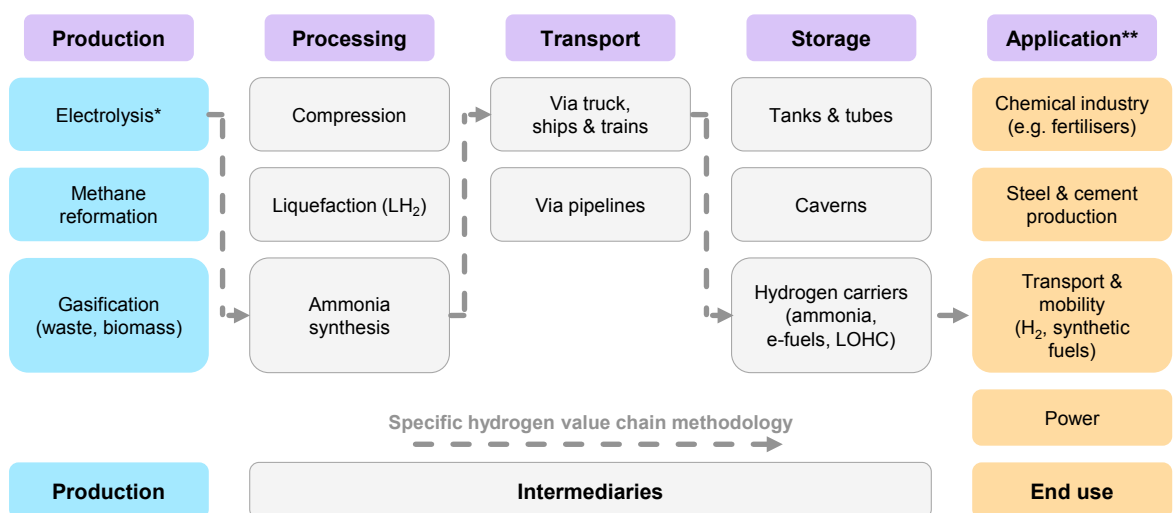 Production
Processing
Transport
Storage
Application**
Electrolysis*
Compression
Via truck,
ships & trains
Tanks & tubes
Chemical industry
(e.g. fertilisers)
Methane
reformation
Liquefaction (LH₂)
Via pipelines
Caverns
Steel & cement
production
Gasification
(waste, biomass)
Ammonia
synthesis
Hydrogen carriers
(ammonia,
e-fuels, LOHC)
Transport &
mobility
(H₂, synthetic
fuels)
Specific hydrogen value chain methodology
Power
Production
Intermediaries
End use